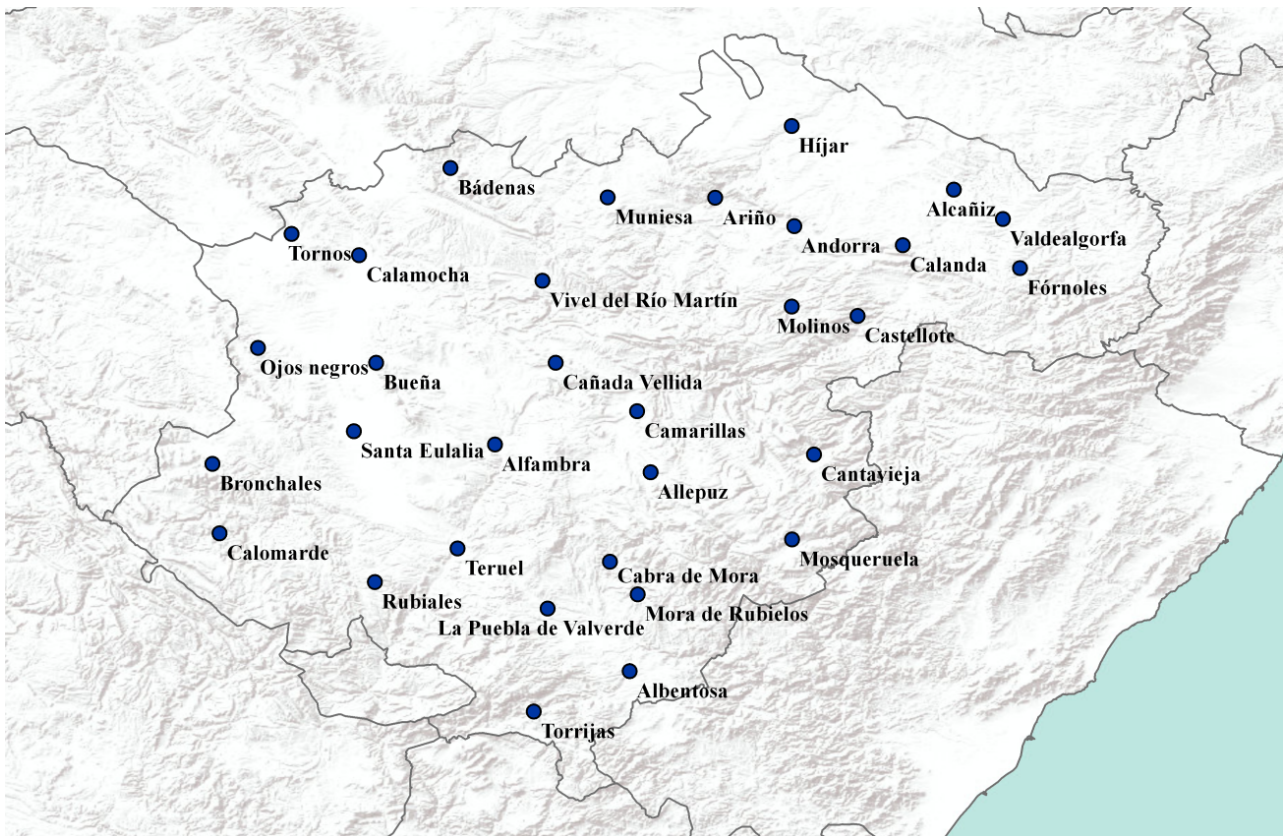 Híjar
Bádenas
Muniesa
Ariño
Alcañiz
Valdealgorfa
Andorra
Tornos
Calamocha
Calanda
Fórnoles
Vivel del Río Martín
Molinos
Castellote
Ojos negros
Bueña
Cañada Vellida
Camarillas
Santa Eulalia
Alfambra
Cantavieja
Bronchales
Allepuz
Calomarde
Teruel
Mosqueruela
Cabra de Mora
Rubiales
Mora de Rubielos
La Puebla de Valverde
Albentosa
Torrijas